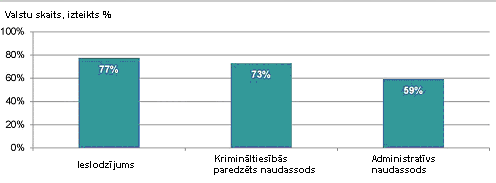 Valstu skaits, izteikts %
100%
80%
60%
40%
20%
0%
77%
73%
59%
Ieslodzījums
Krimināltiesībās
paredzēts naudassods
Administratīvs
naudassods